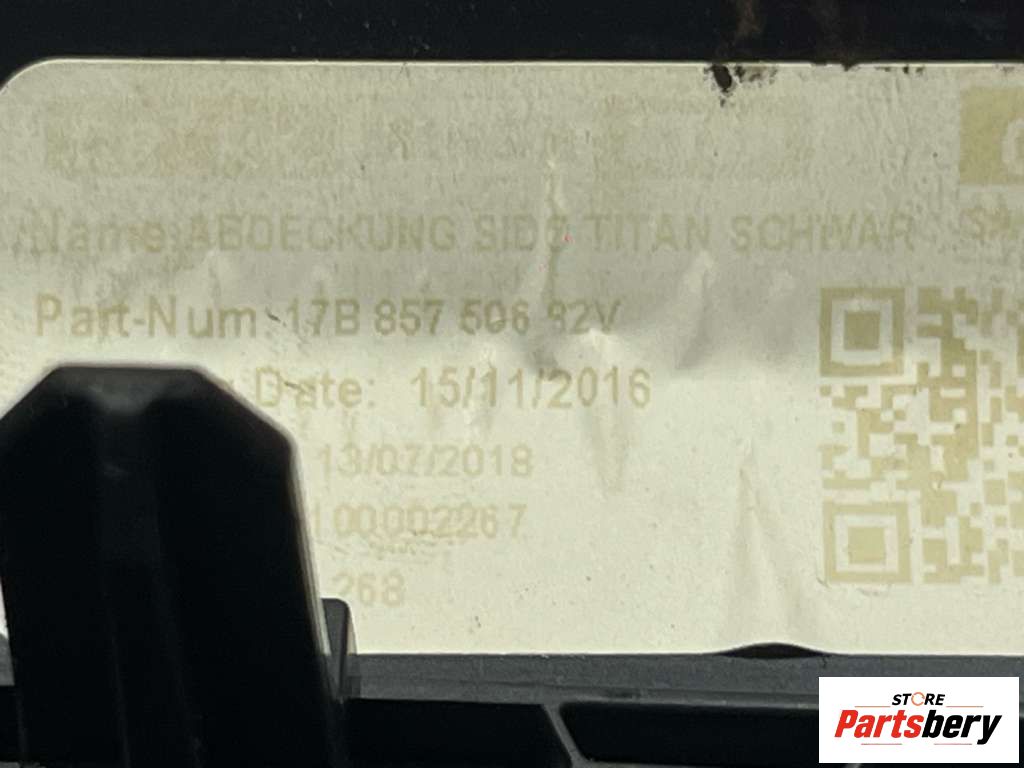 Name: ABDECKUNG SIDE TITAN SCHWAR
Part-Num: 17B 857 506 82V
Date: 15/11/2016
13/07/2018
100002267
268
STORE
Partsbery